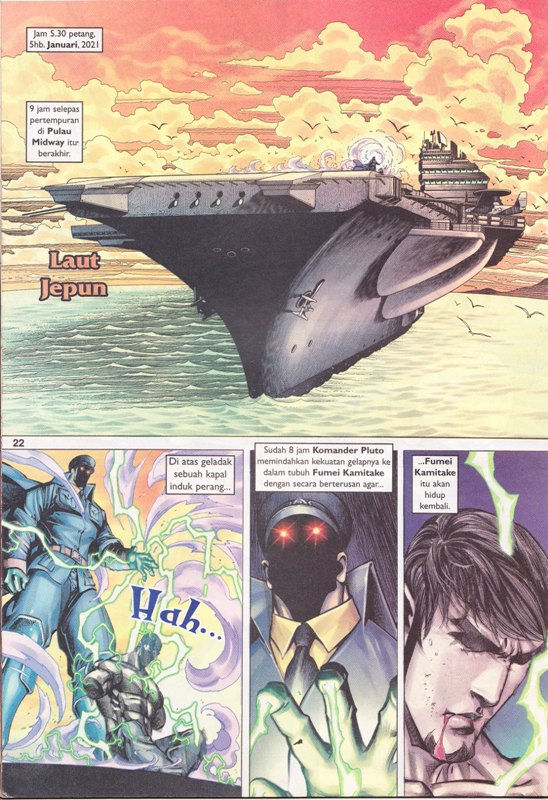 Jam 5.30 petang,
5hb. Januari, 2021
9 jam selepas
pertempuran
di Pulau
Midway itu
berakhir.
Laut
Jepun
22
Di atas geladak
sebuah kapal
induk perang...
Hah...
Sudah 8 jam Komander Pluto
memindahkan kekuatan gelapnya ke
dalam tubuh Fumei Kamitake
dengan secara berterusan agar...
...Fumei
Kamitake
itu akan
hidup
kembali.